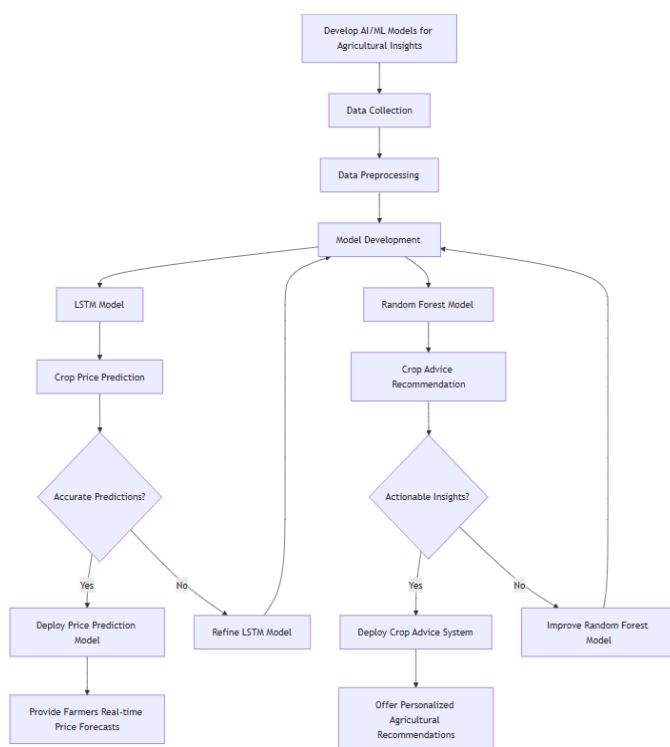 Develop AI/ML Models for
Agricultural Insights
Data Collection
Data Preprocessing
Model Development
LSTM Model
Random Forest Model
Crop Price Prediction
Crop Advice
Recommendation
Accurate Predictions?
Actionable Insights?
Yes
No
Yes
No
Deploy Price Prediction
Model
Refine LSTM Model
Deploy Crop Advice System
Improve Random Forest
Model
Provide Farmers Real-time
Price Forecasts
Offer Personalized
Agricultural
Recommendations